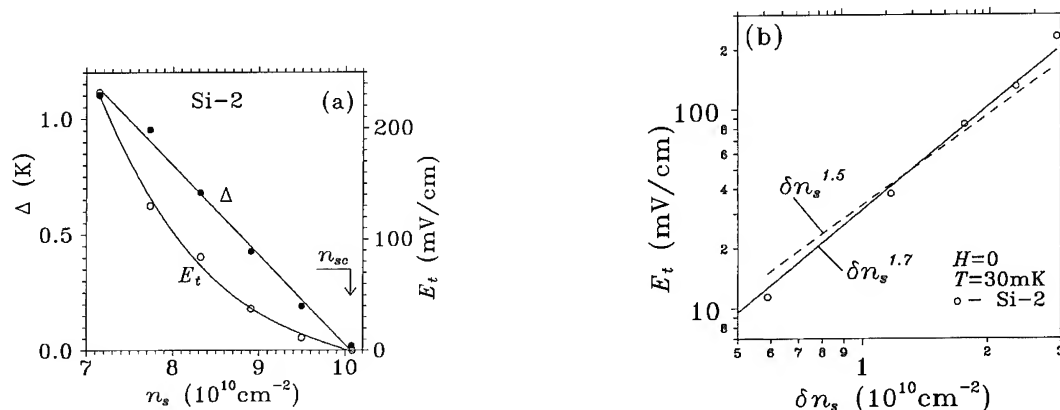 Si-2
(a)
1.0
0.5
0.0
Δ (K)
Δ
E_t
n_sc
200
100
0
E_t (mV/cm)
7
8
9
10
n_s (10^10 cm^-2)
(b)
2
100
8
6
4
2
10
8
E_t (mV/cm)
δn_s^1.5
δn_s^1.7
H=0
T=30mK
○ – Si-2
5
6
7
8
9
1
2
3
δn_s (10^10 cm^-2)